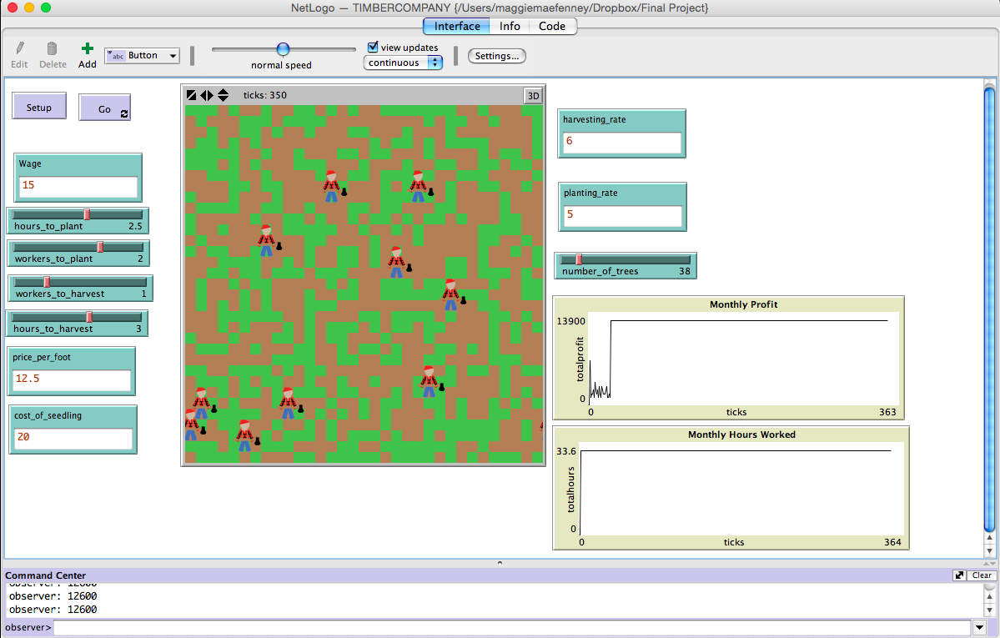 NetLogo — TIMBERCOMPANY {/Users/maggiemaefenney/Dropbox/Final Project}
Interface Info Code
Edit Delete Add abc Button normal speed view updates continuous Settings...
ticks: 350 3D
Setup Go
Wage
15
hours_to_plant 2.5
workers_to_plant 2
workers_to_harvest 1
hours_to_harvest 3
price_per_foot
12.5
cost_of_seedling
20
harvesting_rate
6
planting_rate
5
number_of_trees 38
Monthly Profit
13900
totalprofit
0
0 ticks 363
Monthly Hours Worked
33.6
totalhours
0
0 ticks 364
Command Center Clear
observer: 12600
observer: 12600
observer: 12600
observer>